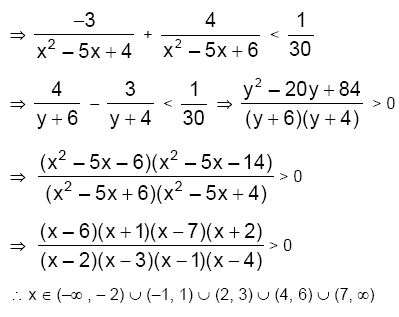 ⇒ −3/(x² − 5x + 4) + 4/(x² − 5x + 6) < 1/30
⇒ 4/(y + 6) − 3/(y + 4) < 1/30 ⇒ (y² − 20y + 84)/((y + 6)(y + 4)) > 0
⇒ ((x² − 5x − 6)(x² − 5x − 14))/((x² − 5x + 6)(x² − 5x + 4)) > 0
⇒ ((x − 6)(x + 1)(x − 7)(x + 2))/((x − 2)(x − 3)(x − 1)(x − 4)) > 0
∴ x ∈ (−∞ , − 2) ∪ (−1, 1) ∪ (2, 3) ∪ (4, 6) ∪ (7, ∞)